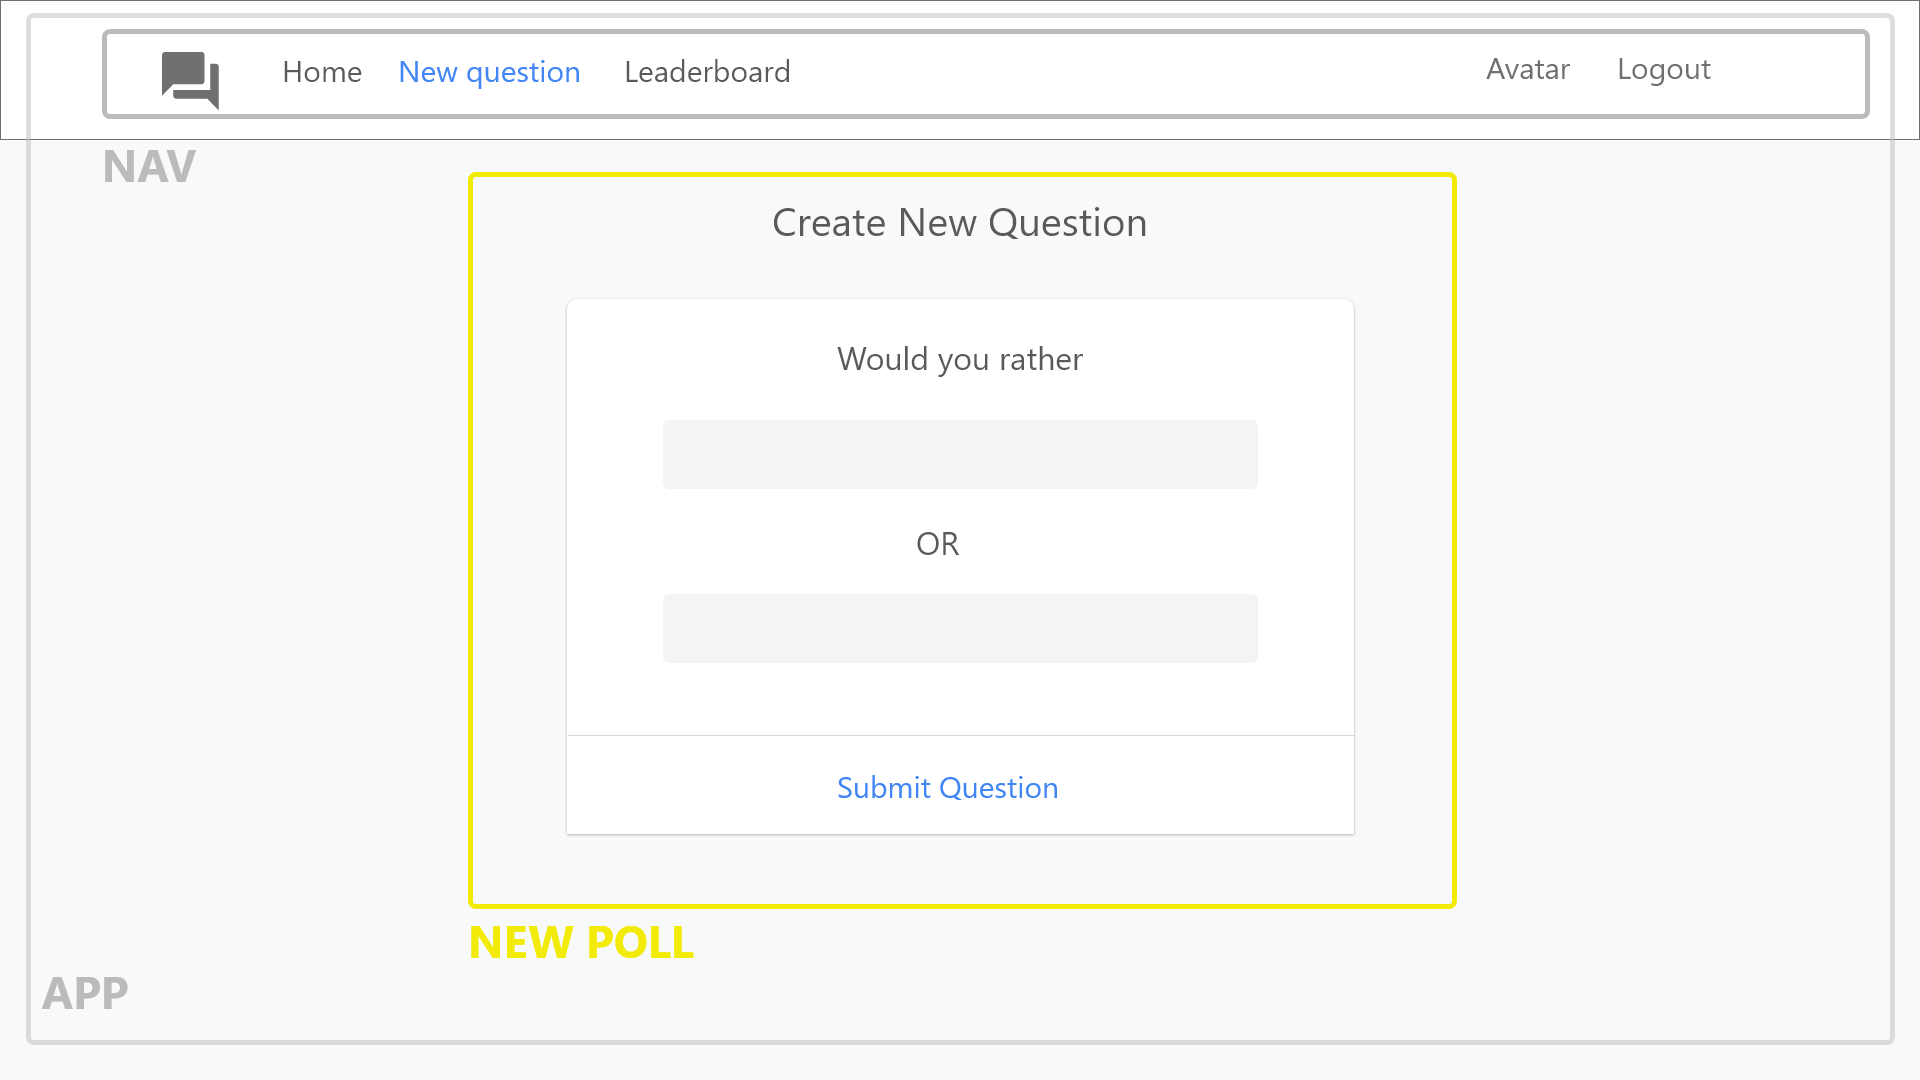 Home New question Leaderboard Avatar Logout
NAV
Create New Question
Would you rather
OR
Submit Question
NEW POLL
APP